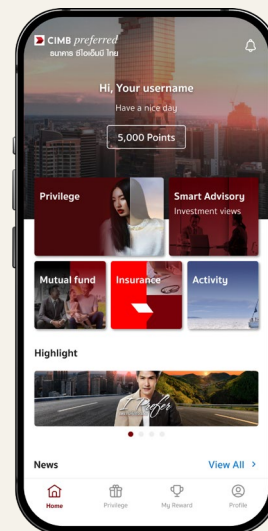 CIMB preferred
ธนาคาร ซีไอเอ็มบี ไทย
Hi, Your username
Have a nice day
5,000 Points
Privilege
Smart Advisory
Investment views
Mutual fund
Insurance
Activity
Highlight
I Prefer
News
View All >
Home
Privilege
My Reward
Profile